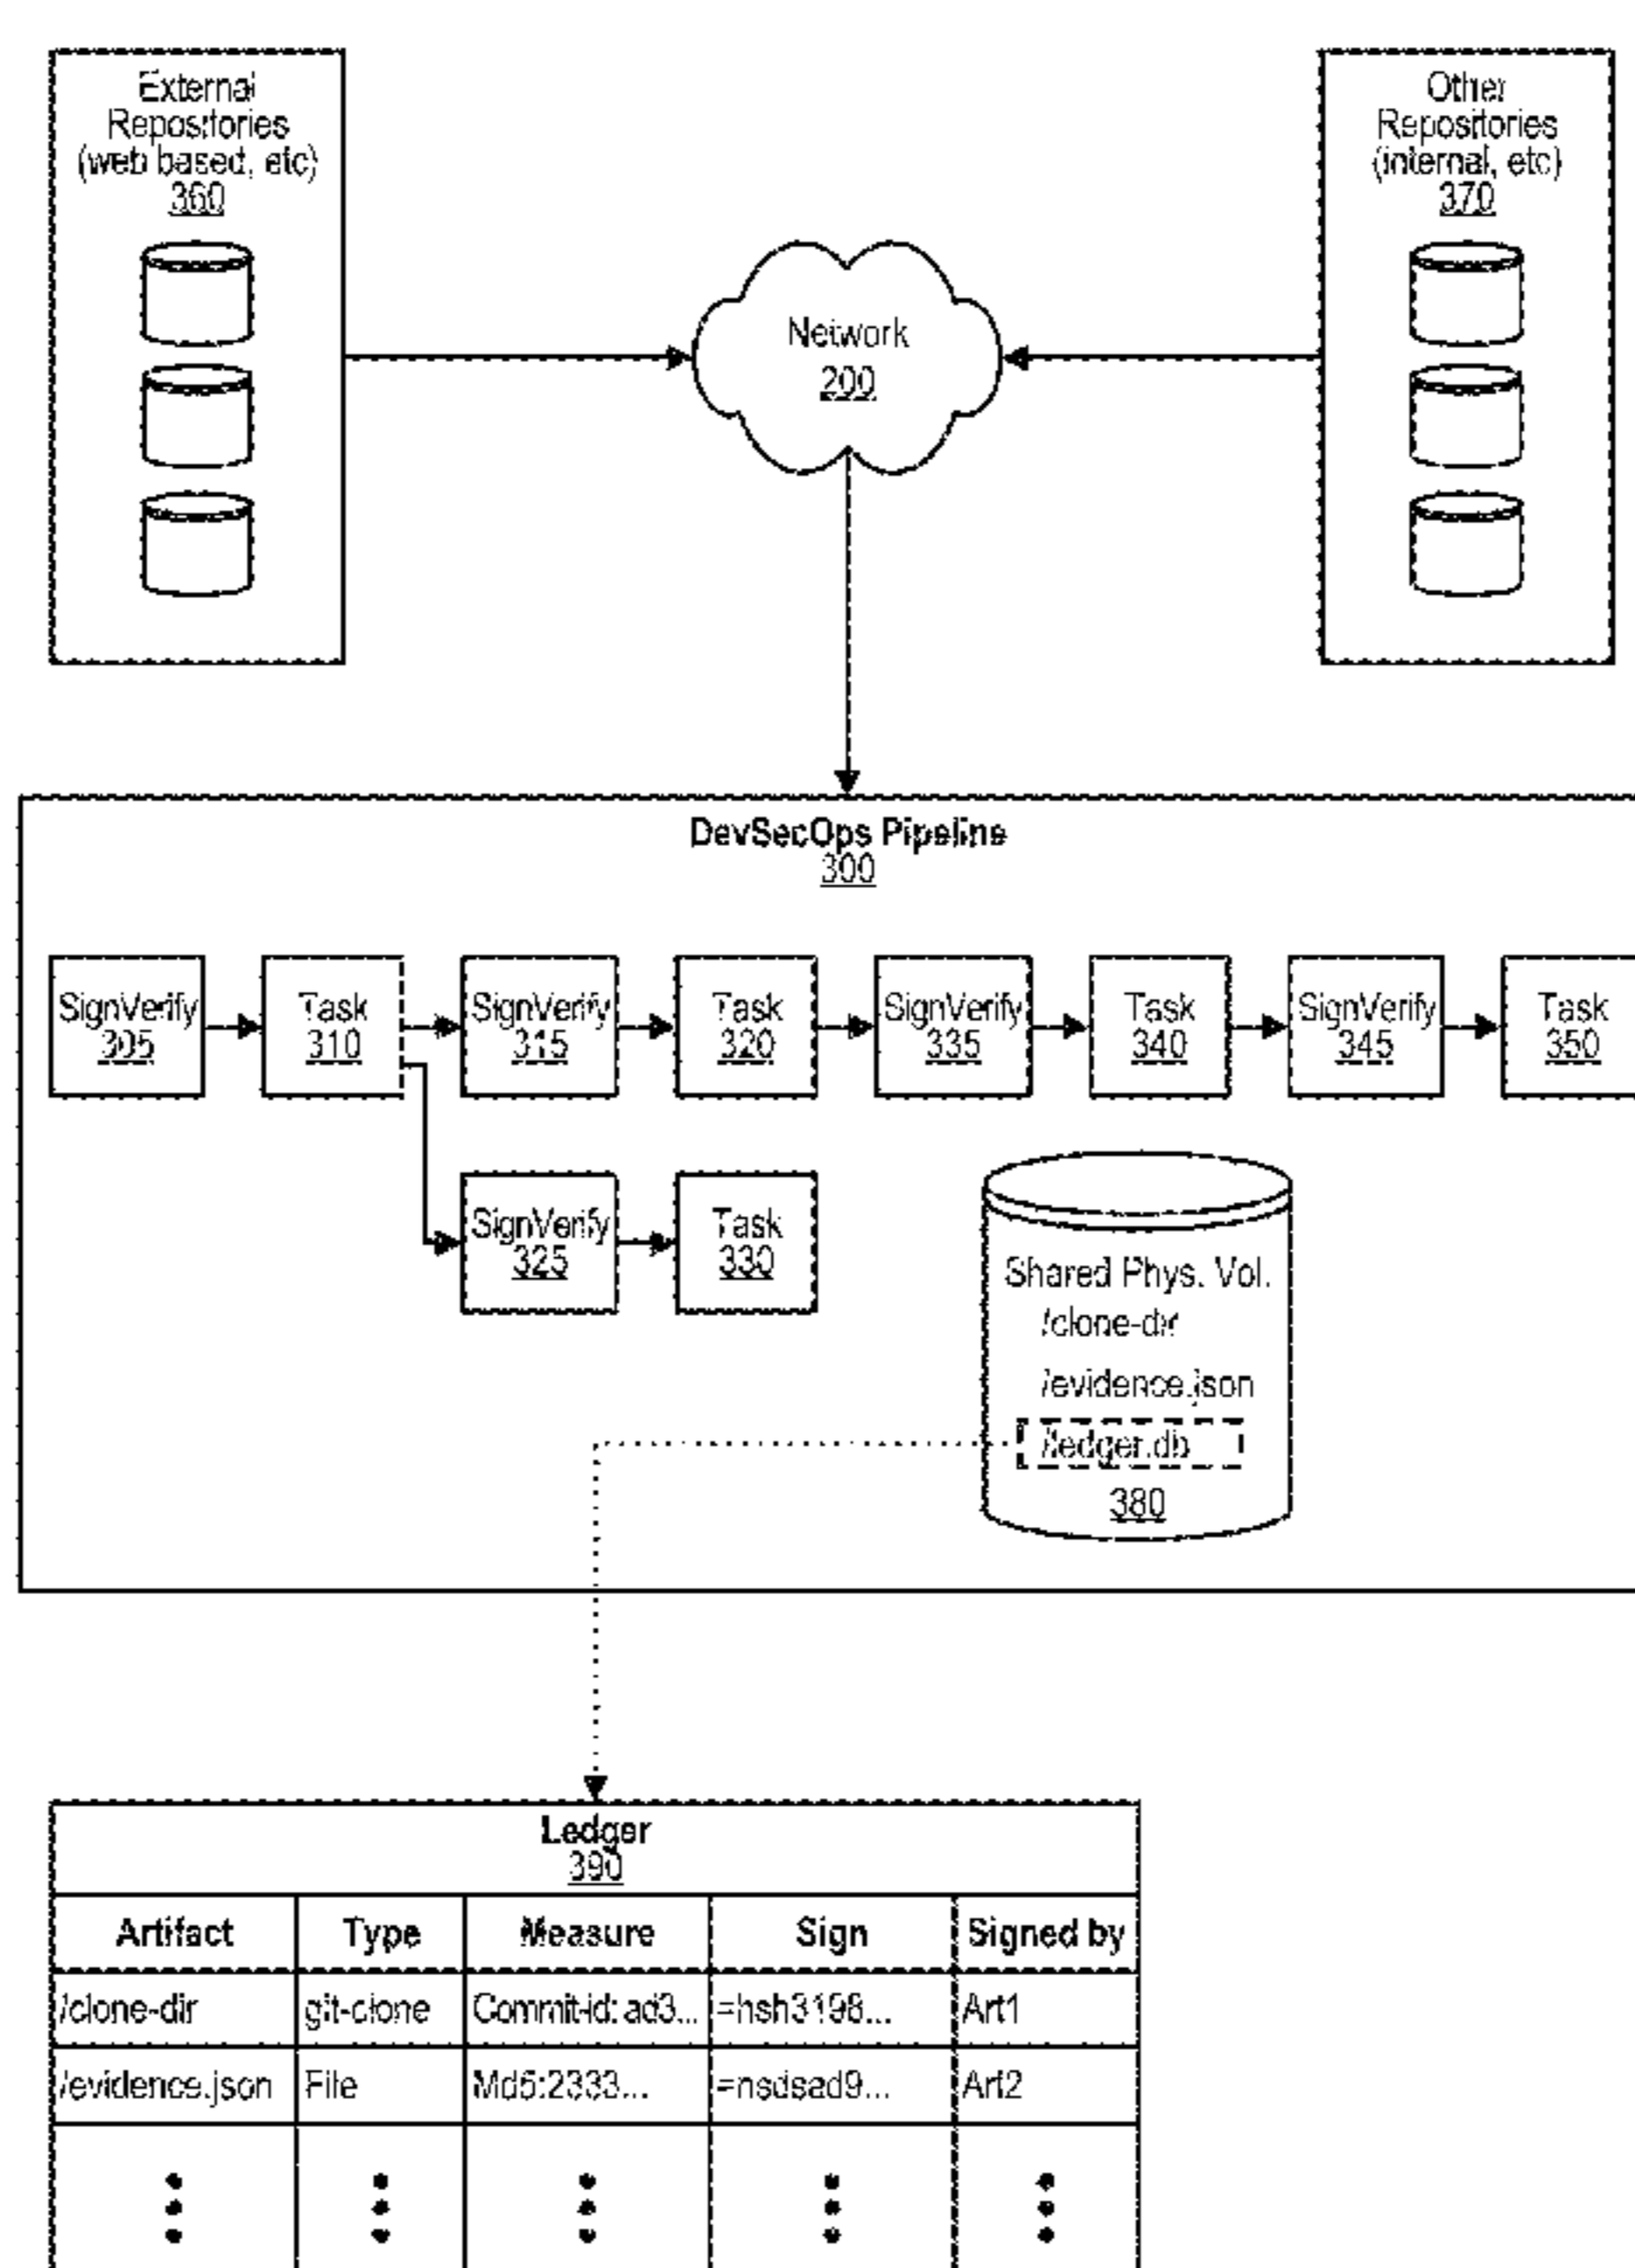 External
Repositories
(web based, etc)
360
Other
Repositories
(internal, etc)
370
Network
200
DevSecOps Pipeline
300
SignVerify
305
Task
310
SignVerify
315
Task
320
SignVerify
335
Task
340
SignVerify
345
Task
350
SignVerify
325
Task
330
Shared Phys. Vol.
/clone-dir
/evidence.json
/ledger.db
380
Ledger
390
Artifact Type Measure Sign Signed by
/clone-dir git-clone Commit-id: ad3... =hsh3198... Art1
/evidence.json File Md5:2333... =nsdsad9... Art2